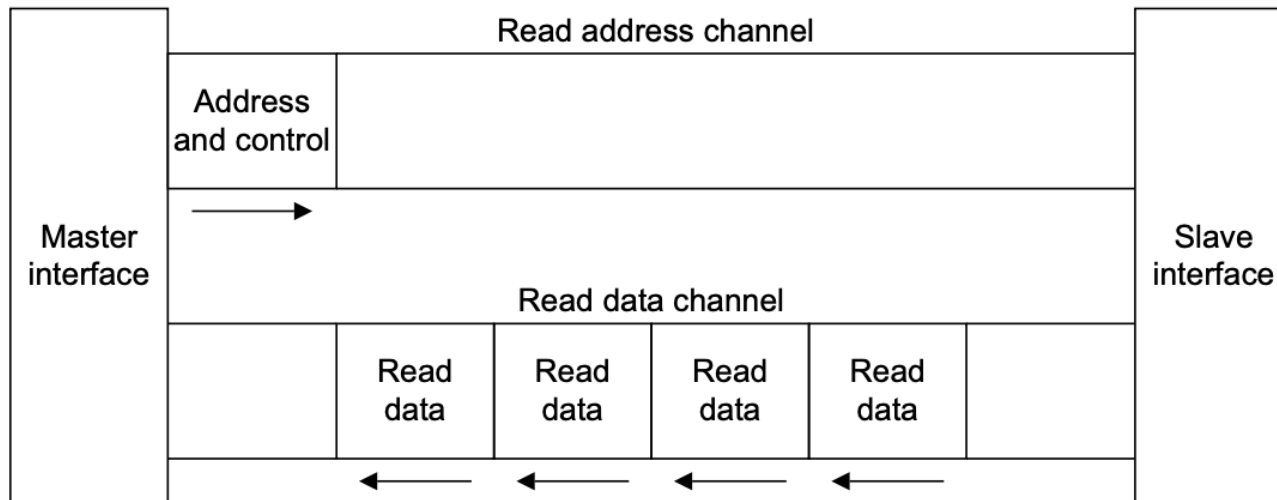 Read address channel
Address
and control
Master
interface
Slave
interface
Read data channel
Read
data
Read
data
Read
data
Read
data